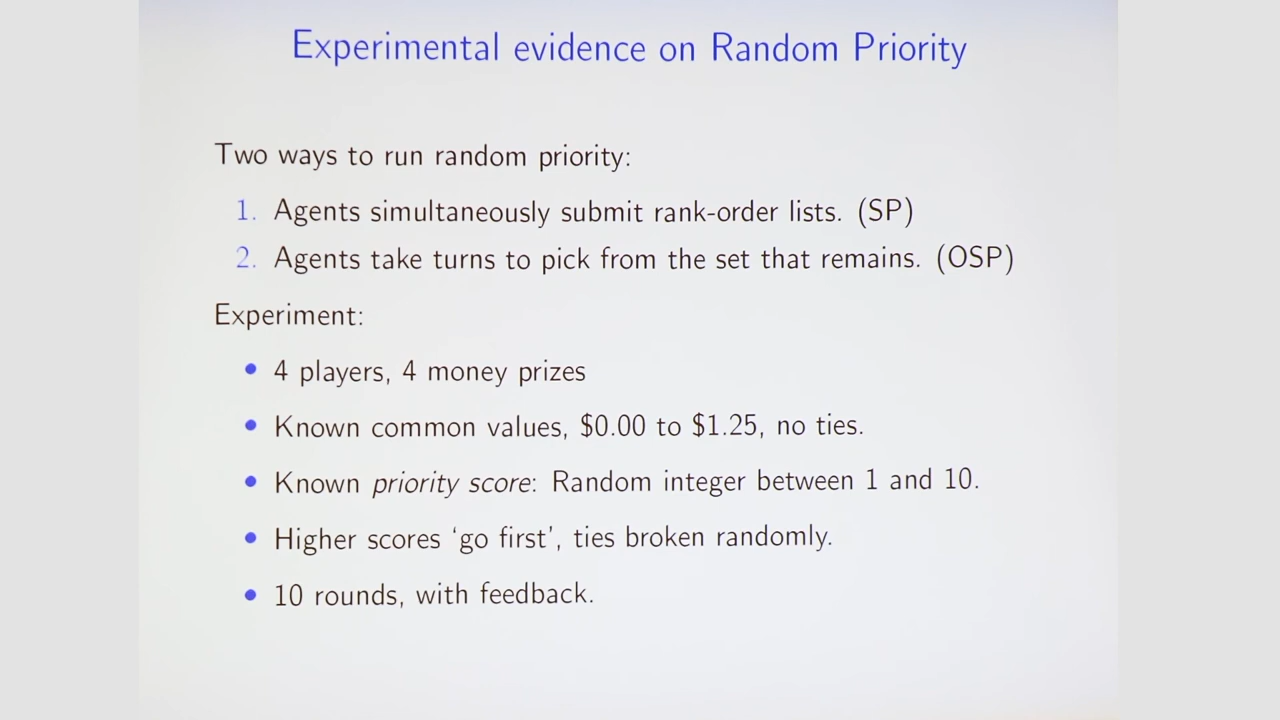 Experimental evidence on Random Priority
Two ways to run random priority:
1. Agents simultaneously submit rank-order lists. (SP)
2. Agents take turns to pick from the set that remains. (OSP)
Experiment:
• 4 players, 4 money prizes
• Known common values, $0.00 to $1.25, no ties.
• Known priority score: Random integer between 1 and 10.
• Higher scores ‘go first’, ties broken randomly.
• 10 rounds, with feedback.